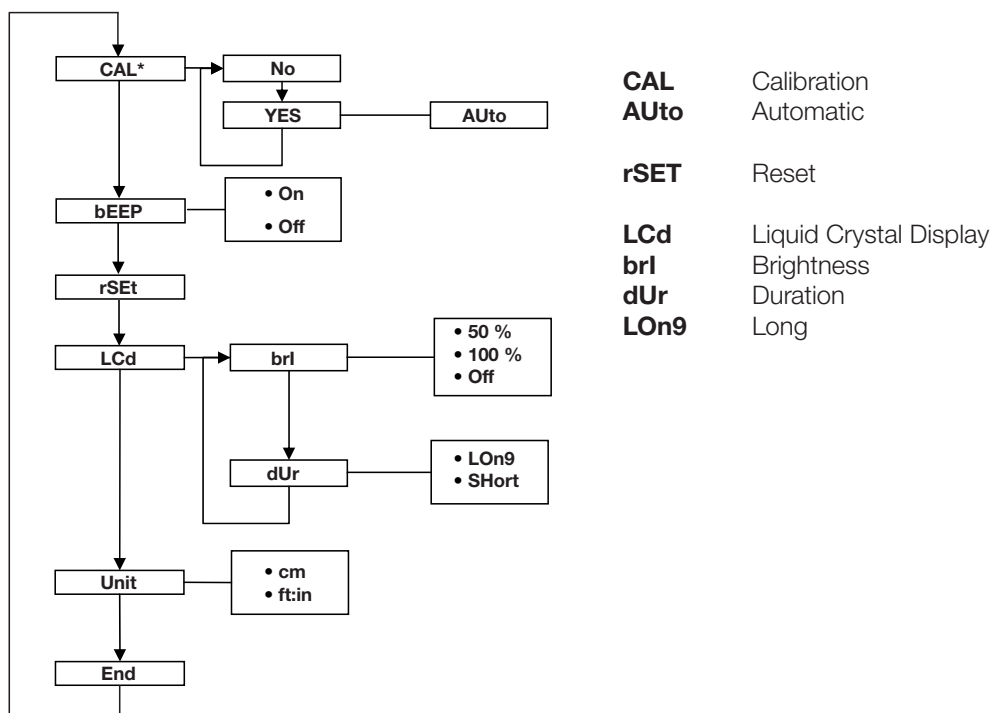 CAL*
No
YES
AUto
bEEP
• On
• Off
rSEt
LCd
brI
• 50 %
• 100 %
• Off
dUr
• LOn9
• SHort
Unit
• cm
• ft:in
End
CAL Calibration
AUto Automatic
rSET Reset
LCd Liquid Crystal Display
brI Brightness
dUr Duration
LOn9 Long